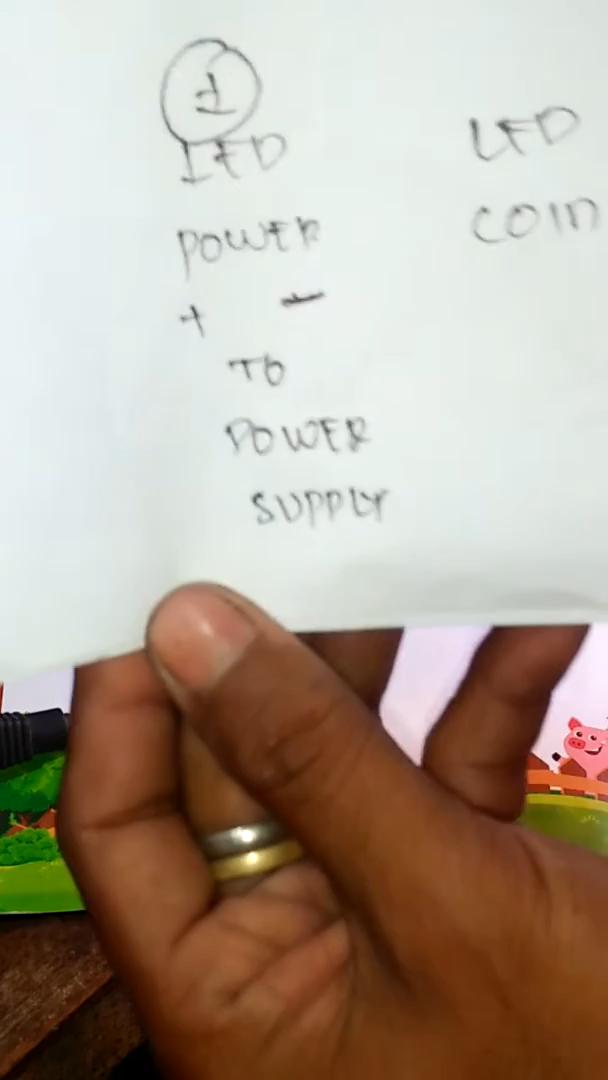 1
LED
POWER
+ -
TO
POWER
SUPPLY
LED
COIN